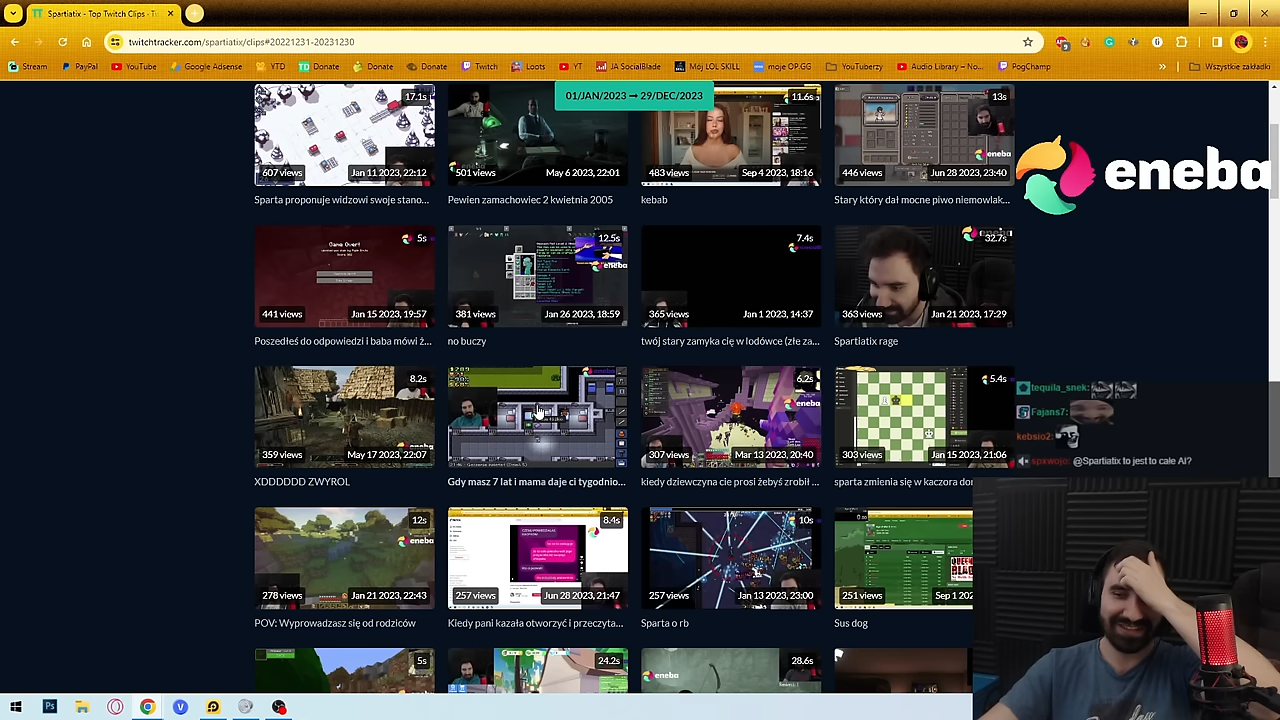 Spartiatix - Top Twitch Clips - T
twitchtracker.com/spartiatix/clips#20221231-20231230
Stream
PayPal
YouTube
Google Adsense
YTD
Donate
Donate
Donate
Twitch
Loots
YT
JA SocialBlade
Mój LOL SKILL
moje OP.GG
YouTuberzy
Audio Library – No...
PogChamp
Wszystkie zakładki
01/JAN/2023 → 29/DEC/2023
17.1s
11.6s
13s
607 views
Jan 11 2023, 22:12
501 views
May 6 2023, 22:01
483 views
Sep 4 2023, 18:16
446 views
Jun 28 2023, 23:40
Sparta proponuje widzowi swoje stano...
Pewien zamachowiec 2 kwietnia 2005
kebab
Stary który dał mocne piwo niemowlak...
eneba
5s
12.5s
7.4s
Game Over!
441 views
Jan 15 2023, 19:57
381 views
Jan 26 2023, 18:59
365 views
Jan 1 2023, 14:37
363 views
Jan 21 2023, 17:29
Poszedłeś do odpowiedzi i baba mówi ż...
no buczy
twój stary zamyka cię w lodówce (złe za...
Spartiatix rage
8.2s
6.2s
5.4s
359 views
May 17 2023, 22:07
307 views
Mar 13 2023, 20:40
303 views
Jan 15 2023, 21:06
XDDDDDD ZWYROL
Gdy masz 7 lat i mama daje ci tygodnio...
kiedy dziewczyna cie prosi żebyś zrobił ...
sparta zmienia się w kaczora do
tequila_snek:
Fajans7:
kebsio2:
spxwojo: @Spartiatix to jest to cale AI?
12s
8.4s
10s
278 views
Jan 21 2023, 22:43
257 views
Jun 28 2023, 21:47
257 views
Jan 13 2023, 23:00
251 views
Sep 1 202
POV: Wyprowadzasz się od rodziców
Kiedy pani kazała otworzyć i przeczyta...
Sparta o rb
Sus dog
5s
24.2s
28.6s
eneba